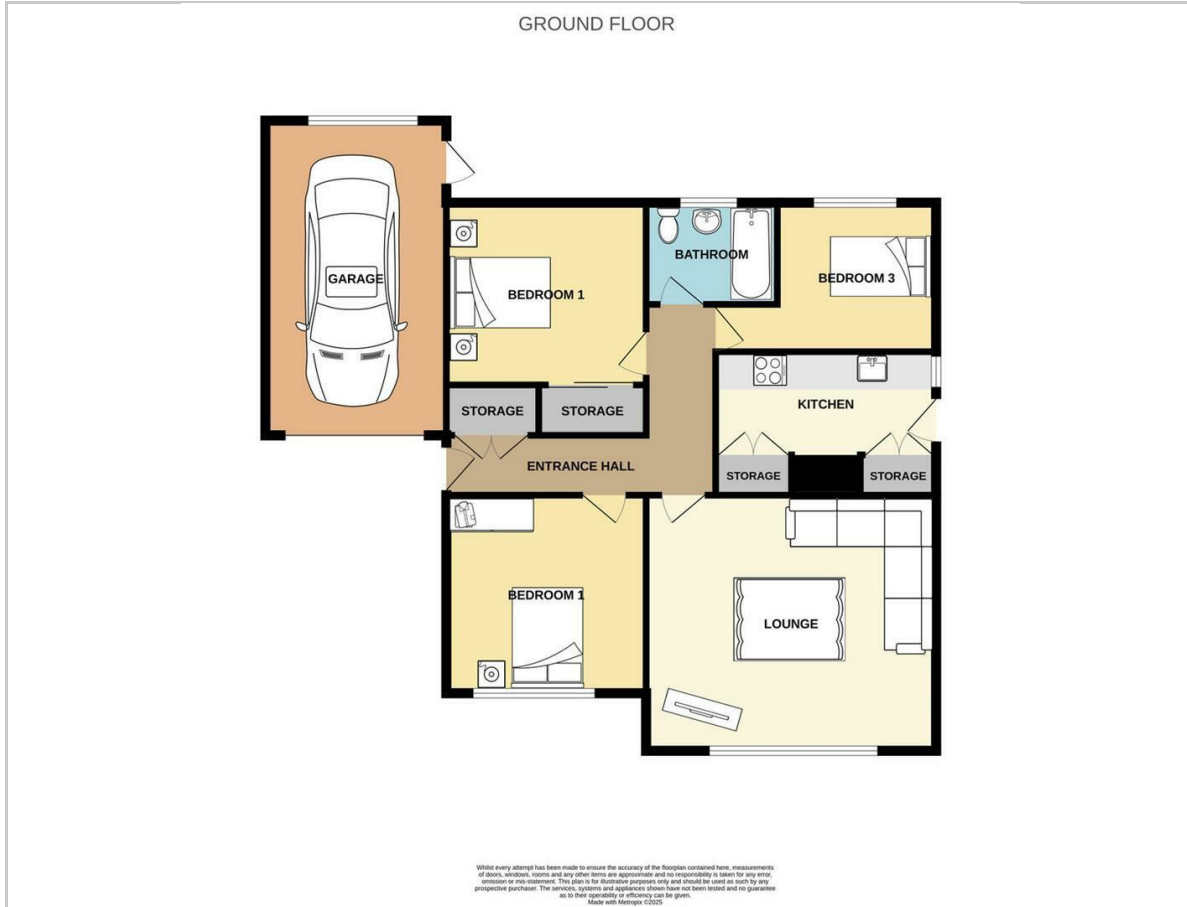 GROUND FLOOR
GARAGE
BEDROOM 1
BATHROOM
BEDROOM 3
STORAGE
STORAGE
KITCHEN
ENTRANCE HALL
STORAGE
STORAGE
BEDROOM 1
LOUNGE
Whilst every attempt has been made to ensure the accuracy of the floorplan contained here, measurements
of doors, windows, rooms and any other items are approximate and no responsibility is taken for any error,
omission or mis-statement. This plan is for illustrative purposes only and should be used as such by any
prospective purchaser. The services, systems and appliances shown have not been tested and no guarantee
as to their operability or efficiency can be given.
Made with Metropix ©2025